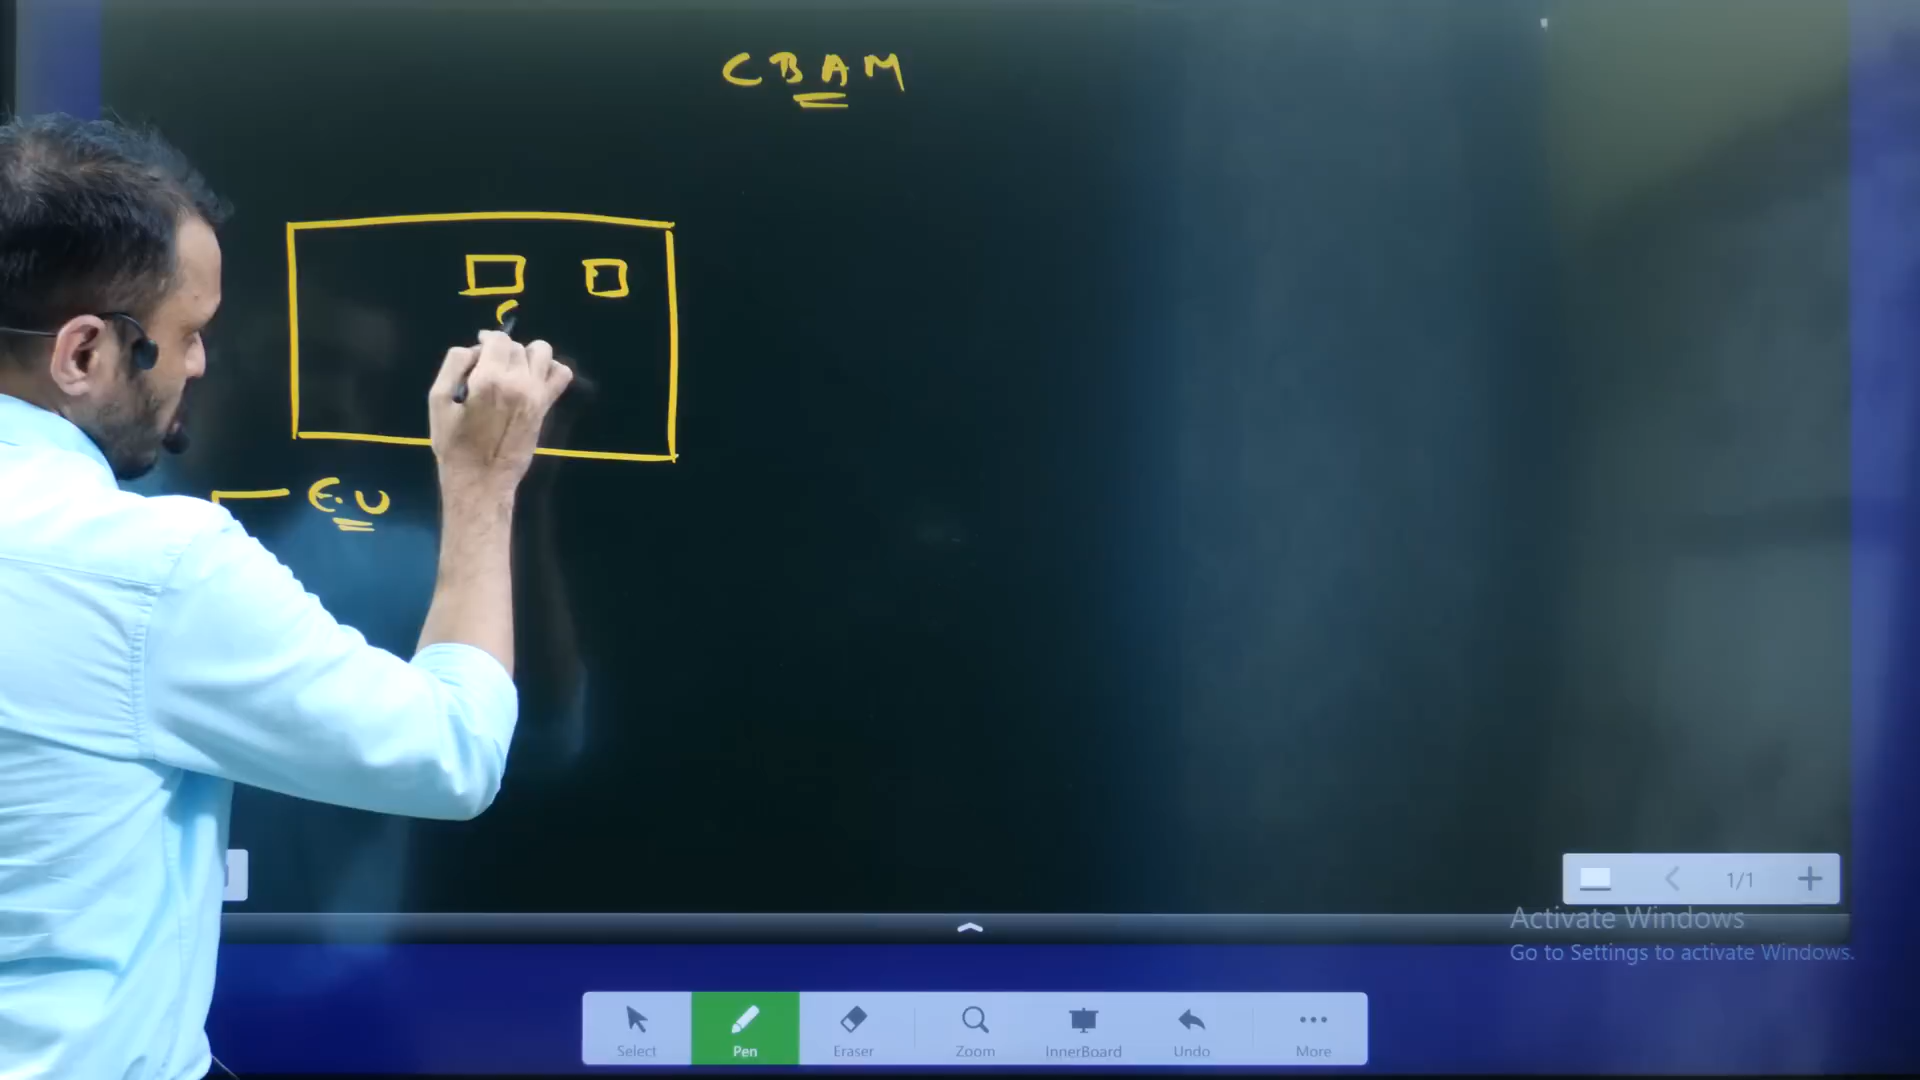 CBAM
E.U
1/1
Activate Windows
Go to Settings to activate Windows.
Select Pen Eraser Zoom InnerBoard Undo More